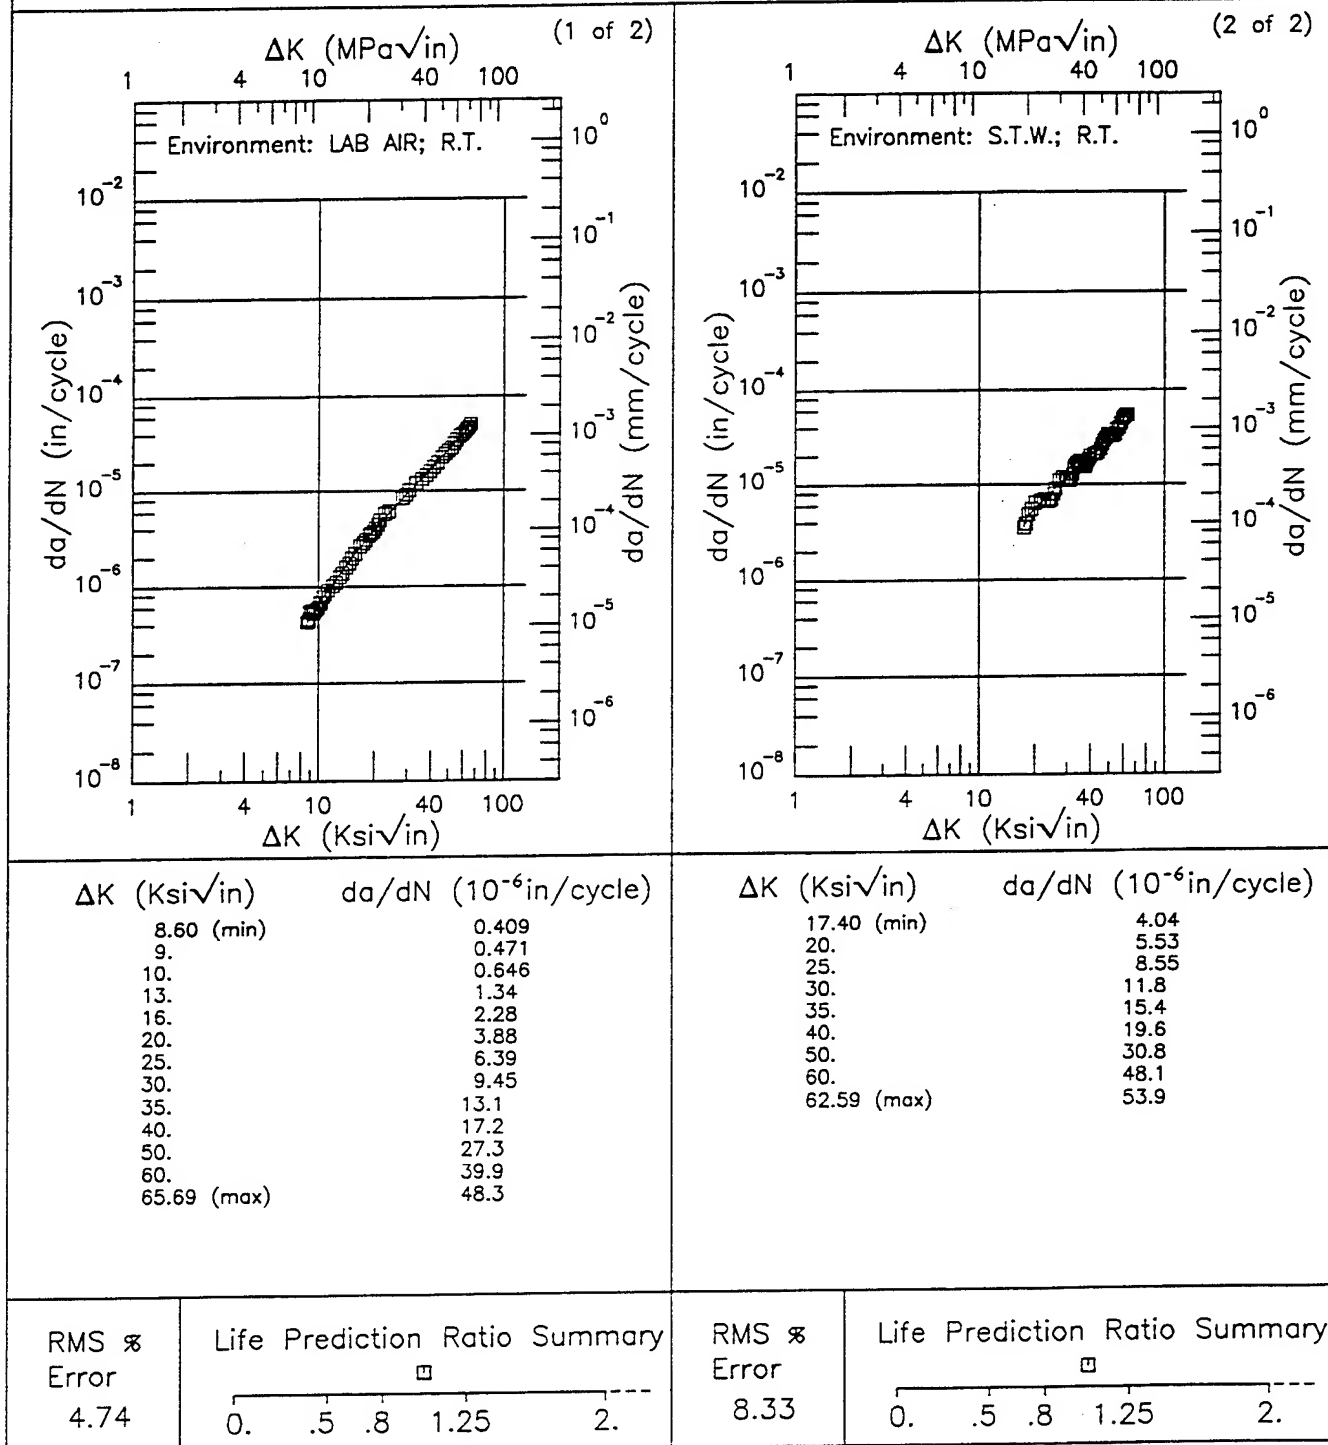 (1 of 2)
ΔK (MPa√in)
1 4 10 40 100
Environment: LAB AIR; R.T.
da/dN (in/cycle)
10⁻²
10⁻³
10⁻⁴
10⁻⁵
10⁻⁶
10⁻⁷
10⁻⁸
10⁰
10⁻¹
10⁻²
10⁻³
10⁻⁴
10⁻⁵
10⁻⁶
da/dN (mm/cycle)
1 4 10 40 100
ΔK (Ksi√in)
(2 of 2)
ΔK (MPa√in)
1 4 10 40 100
Environment: S.T.W.; R.T.
da/dN (in/cycle)
10⁻²
10⁻³
10⁻⁴
10⁻⁵
10⁻⁶
10⁻⁷
10⁻⁸
10⁰
10⁻¹
10⁻²
10⁻³
10⁻⁴
10⁻⁵
10⁻⁶
da/dN (mm/cycle)
1 4 10 40 100
ΔK (Ksi√in)
ΔK (Ksi√in) da/dN (10⁻⁶in/cycle)
8.60 (min) 0.409
9. 0.471
10. 0.646
13. 1.34
16. 2.28
20. 3.88
25. 6.39
30. 9.45
35. 13.1
40. 17.2
50. 27.3
60. 39.9
65.69 (max) 48.3
ΔK (Ksi√in) da/dN (10⁻⁶in/cycle)
17.40 (min) 4.04
20. 5.53
25. 8.55
30. 11.8
35. 15.4
40. 19.6
50. 30.8
60. 48.1
62.59 (max) 53.9
RMS %
Error
4.74
Life Prediction Ratio Summary
0. .5 .8 1.25 2.
RMS %
Error
8.33
Life Prediction Ratio Summary
0. .5 .8 1.25 2.